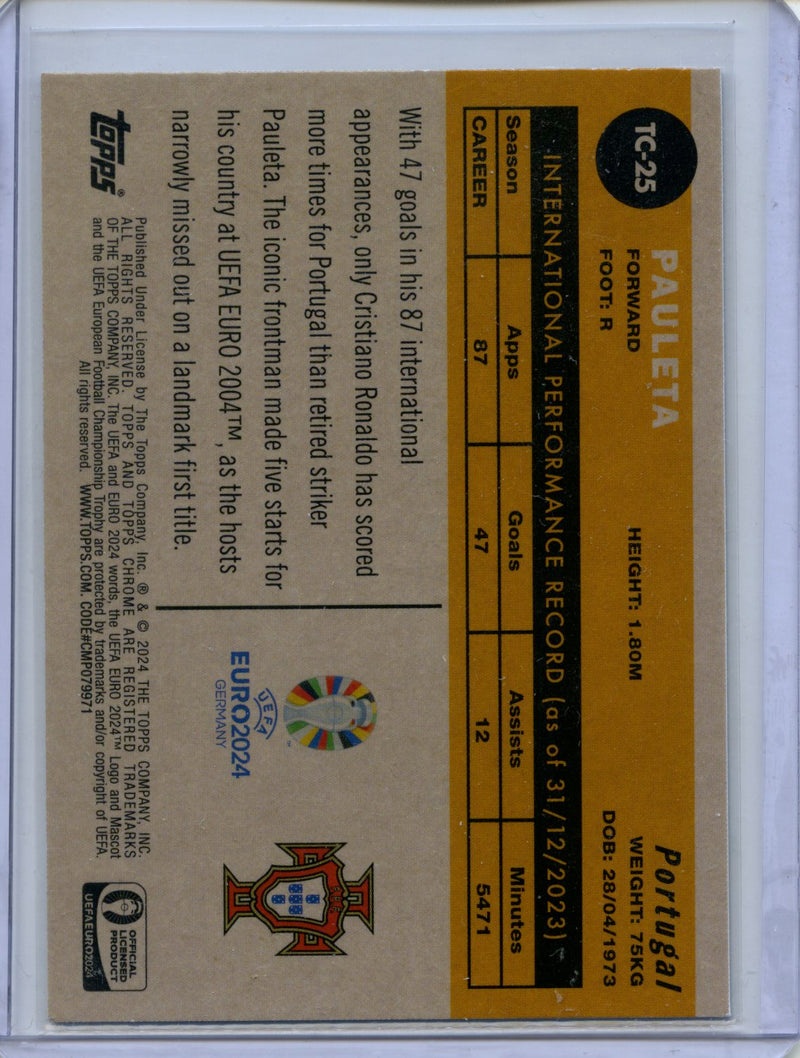 TC-25
PAULETA
Portugal
FORWARD HEIGHT: 1.80M WEIGHT: 75KG
FOOT: R DOB: 28/04/1973
INTERNATIONAL PERFORMANCE RECORD (as of 31/12/2023)
Season Apps Goals Assists Minutes
CAREER 87 47 12 5471
With 47 goals in his 87 international
appearances, only Cristiano Ronaldo has scored
more times for Portugal than retired striker
Pauleta. The iconic frontman made five starts for
his country at UEFA EURO 2004™, as the hosts
narrowly missed out on a landmark first title.
UEFA
EURO2024
GERMANY
topps®
Published Under License by The Topps Company, Inc. ® & © 2024 THE TOPPS COMPANY, INC.
ALL RIGHTS RESERVED. TOPPS AND TOPPS CHROME ARE REGISTERED TRADEMARKS
OF THE TOPPS COMPANY, INC. The UEFA and EURO 2024 words, the UEFA EURO 2024™ Logo and Mascot
and the UEFA European Football Championship Trophy are protected by trademarks and/or copyright of UEFA.
All rights reserved. WWW.TOPPS.COM. CODE#CMP079971
OFFICIAL
LICENSED
PRODUCT
UEFAEURO2024